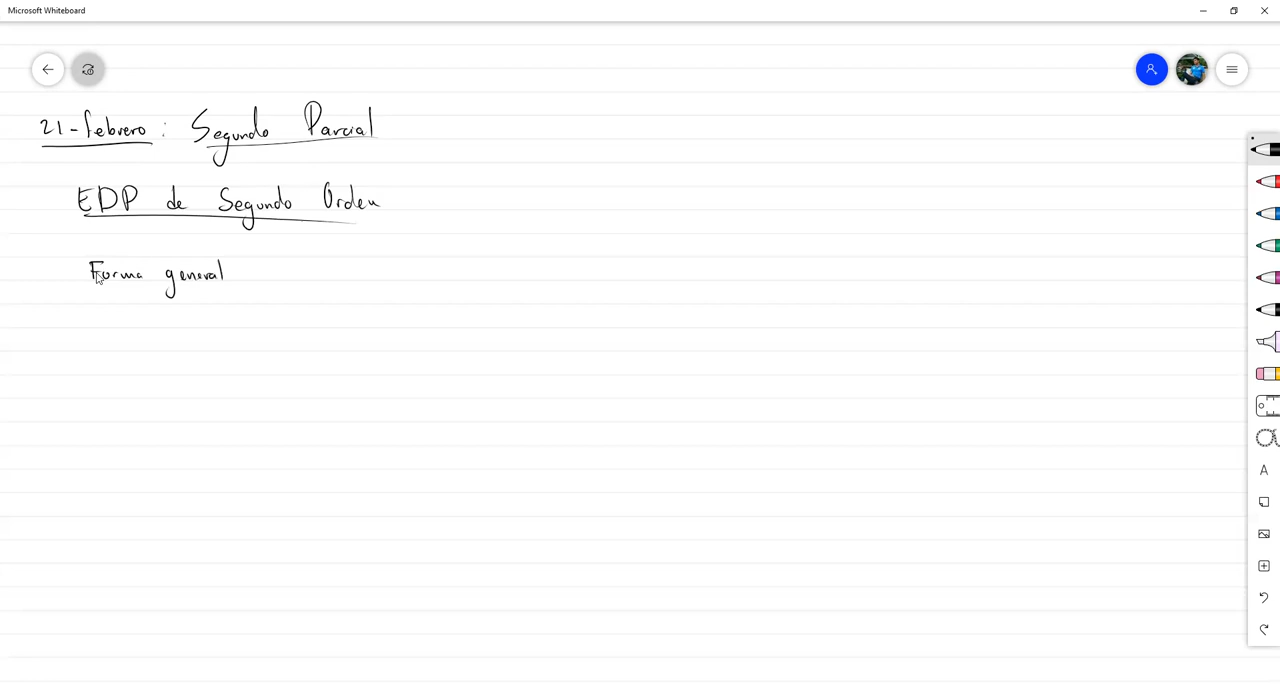 Microsoft Whiteboard
21-febrero: Segundo Parcial
EDP de Segundo Orden
Forma general
A